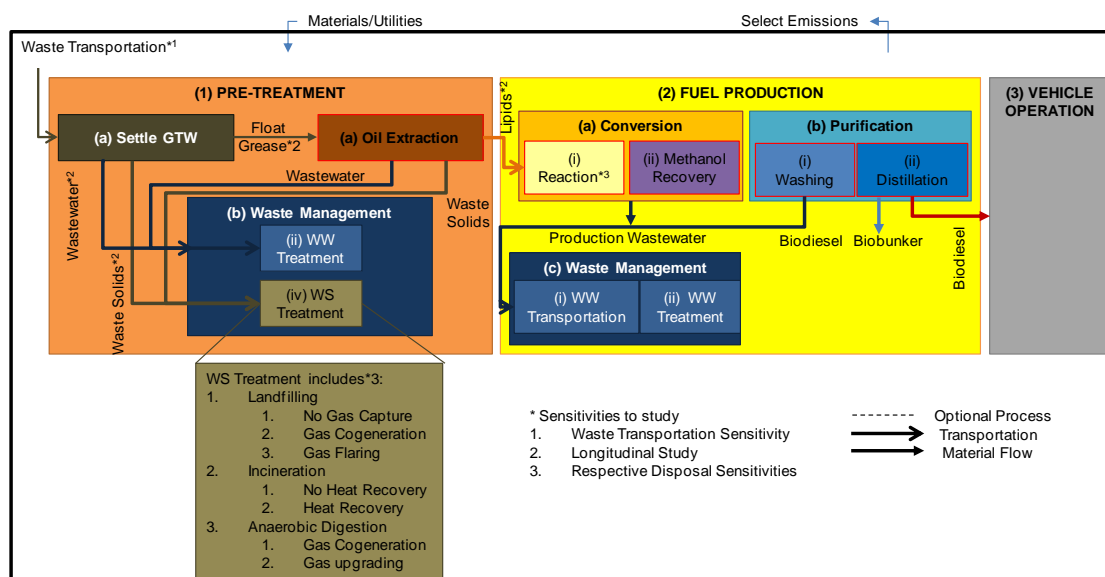 Materials/Utilities
Select Emissions
Waste Transportation*1
(1) PRE-TREATMENT
(a) Settle GTW
Float
Grease*2
(a) Oil Extraction
Wastewater
Wastewater*2
Waste Solids*2
Waste
Solids
(b) Waste Management
(ii) WW
Treatment
(iv) WS
Treatment
Lipids*2
(2) FUEL PRODUCTION
(a) Conversion
(i)
Reaction*3
(ii) Methanol
Recovery
(b) Purification
(i)
Washing
(ii)
Distillation
Production Wastewater
Biodiesel
Biobunker
Biodiesel
(c) Waste Management
(i) WW
Transportation
(ii) WW
Treatment
(3) VEHICLE
OPERATION
WS Treatment includes*3:
1. Landfilling
1. No Gas Capture
2. Gas Cogeneration
3. Gas Flaring
2. Incineration
1. No Heat Recovery
2. Heat Recovery
3. Anaerobic Digestion
1. Gas Cogeneration
2. Gas upgrading
* Sensitivities to study
1. Waste Transportation Sensitivity
2. Longitudinal Study
3. Respective Disposal Sensitivities
Optional Process
Transportation
Material Flow